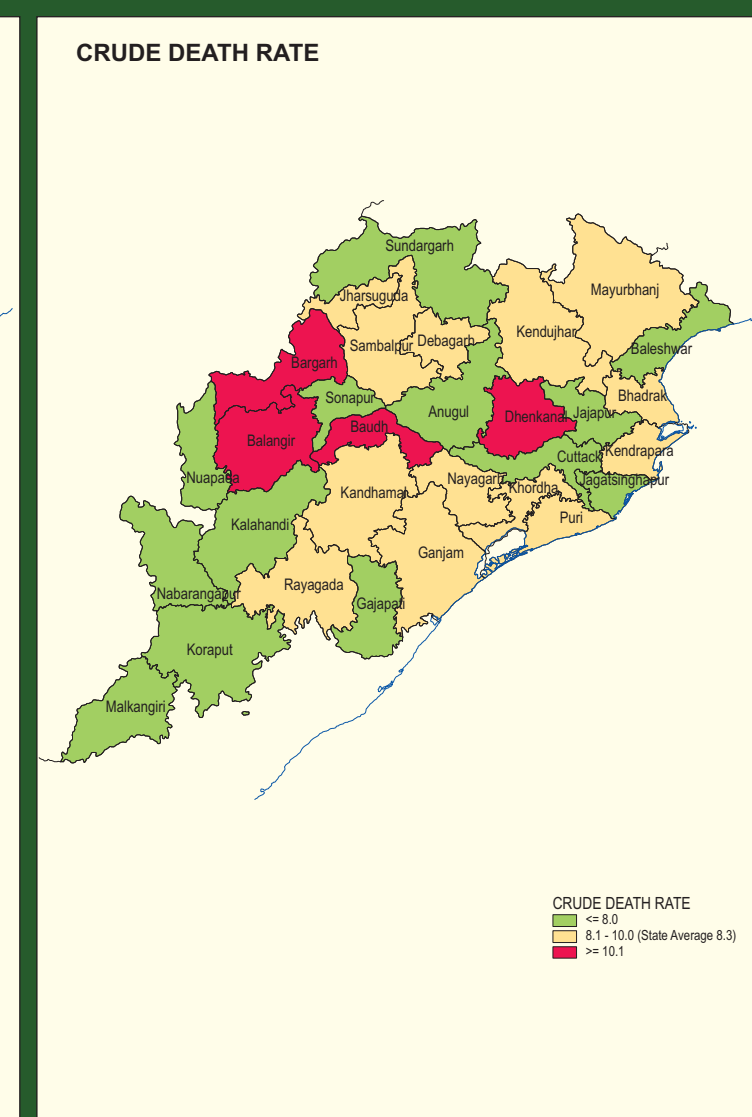 CRUDE DEATH RATE
Sundargarh
Mayurbhanj
Jharsuguda
Kendujhar
Sambalpur
Debagarh
Baleshwar
Bargarh
Bhadrak
Sonapur
Anugul
Dhenkanal
Jajapur
Baudh
Balangir
Kendrapara
Cuttack
Nuapada
Nayagarh
Jagatsinghapur
Khordha
Kandhamal
Puri
Kalahandi
Ganjam
Rayagada
Nabarangapur
Gajapati
Koraput
Malkangiri
CRUDE DEATH RATE
<= 8.0
8.1 - 10.0 (State Average 8.3)
>= 10.1